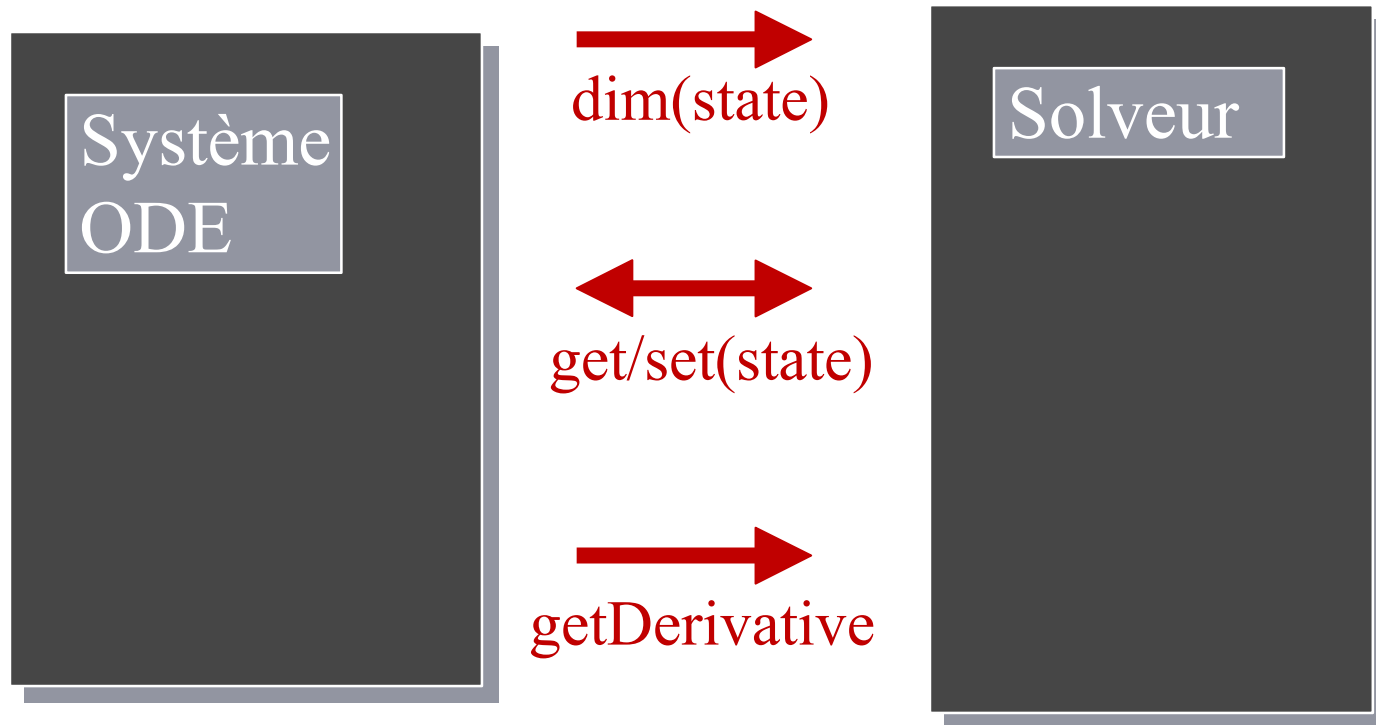 Système
ODE
dim(state)
get/set(state)
getDerivative
Solveur